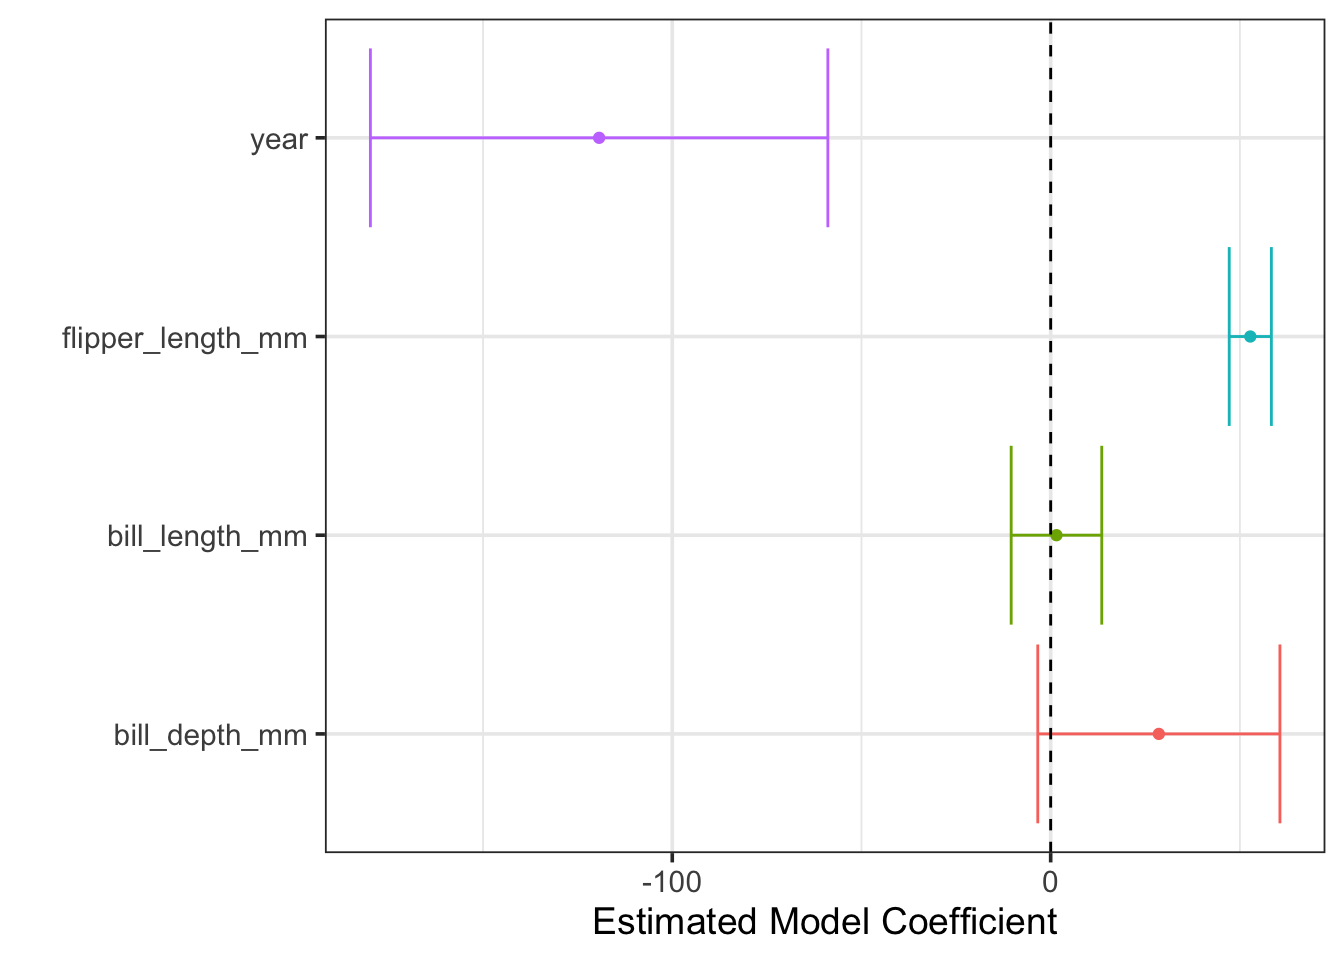 year
flipper_length_mm
bill_length_mm
bill_depth_mm
-100 0
Estimated Model Coefficient